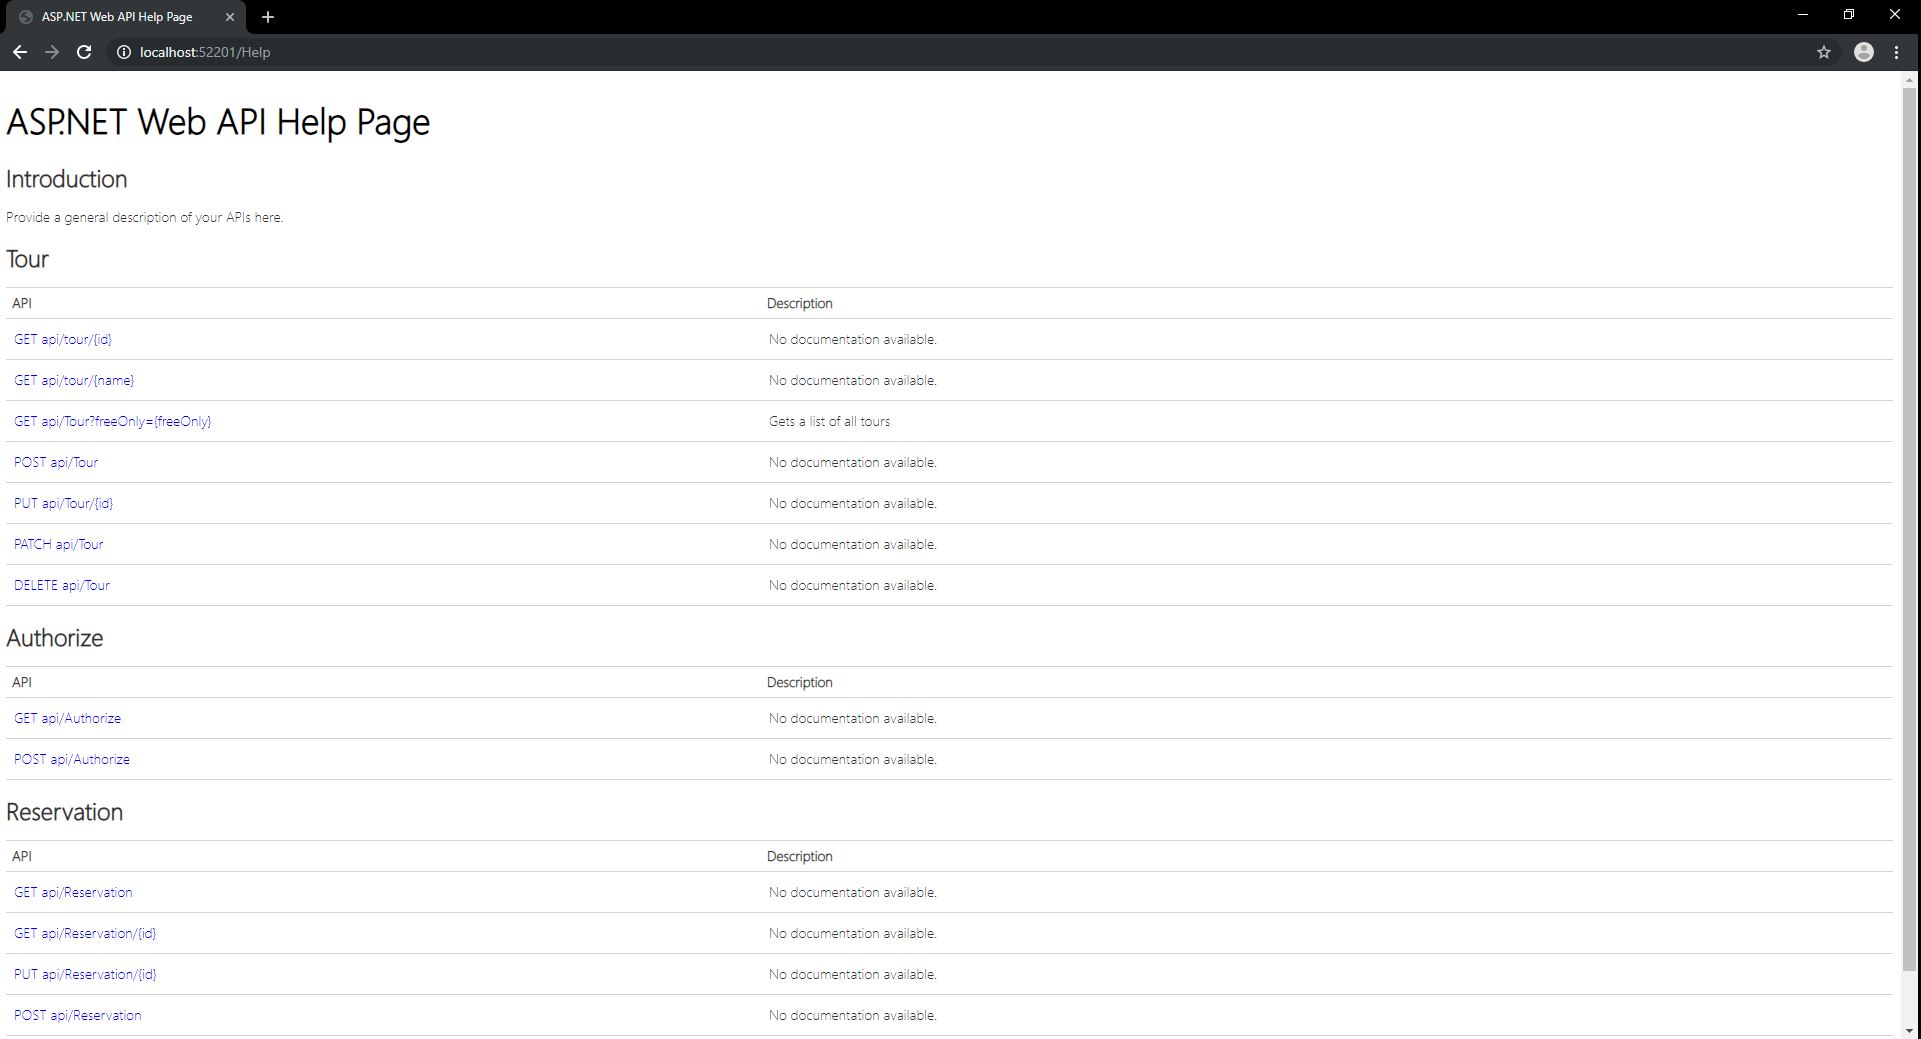 ASP.NET Web API Help Page
localhost:52201/Help
ASP.NET Web API Help Page
Introduction
Provide a general description of your APIs here.
Tour
API Description
GET api/tour/{id} No documentation available.
GET api/tour/{name} No documentation available.
GET api/Tour?freeOnly={freeOnly} Gets a list of all tours
POST api/Tour No documentation available.
PUT api/Tour/{id} No documentation available.
PATCH api/Tour No documentation available.
DELETE api/Tour No documentation available.
Authorize
API Description
GET api/Authorize No documentation available.
POST api/Authorize No documentation available.
Reservation
API Description
GET api/Reservation No documentation available.
GET api/Reservation/{id} No documentation available.
PUT api/Reservation/{id} No documentation available.
POST api/Reservation No documentation available.